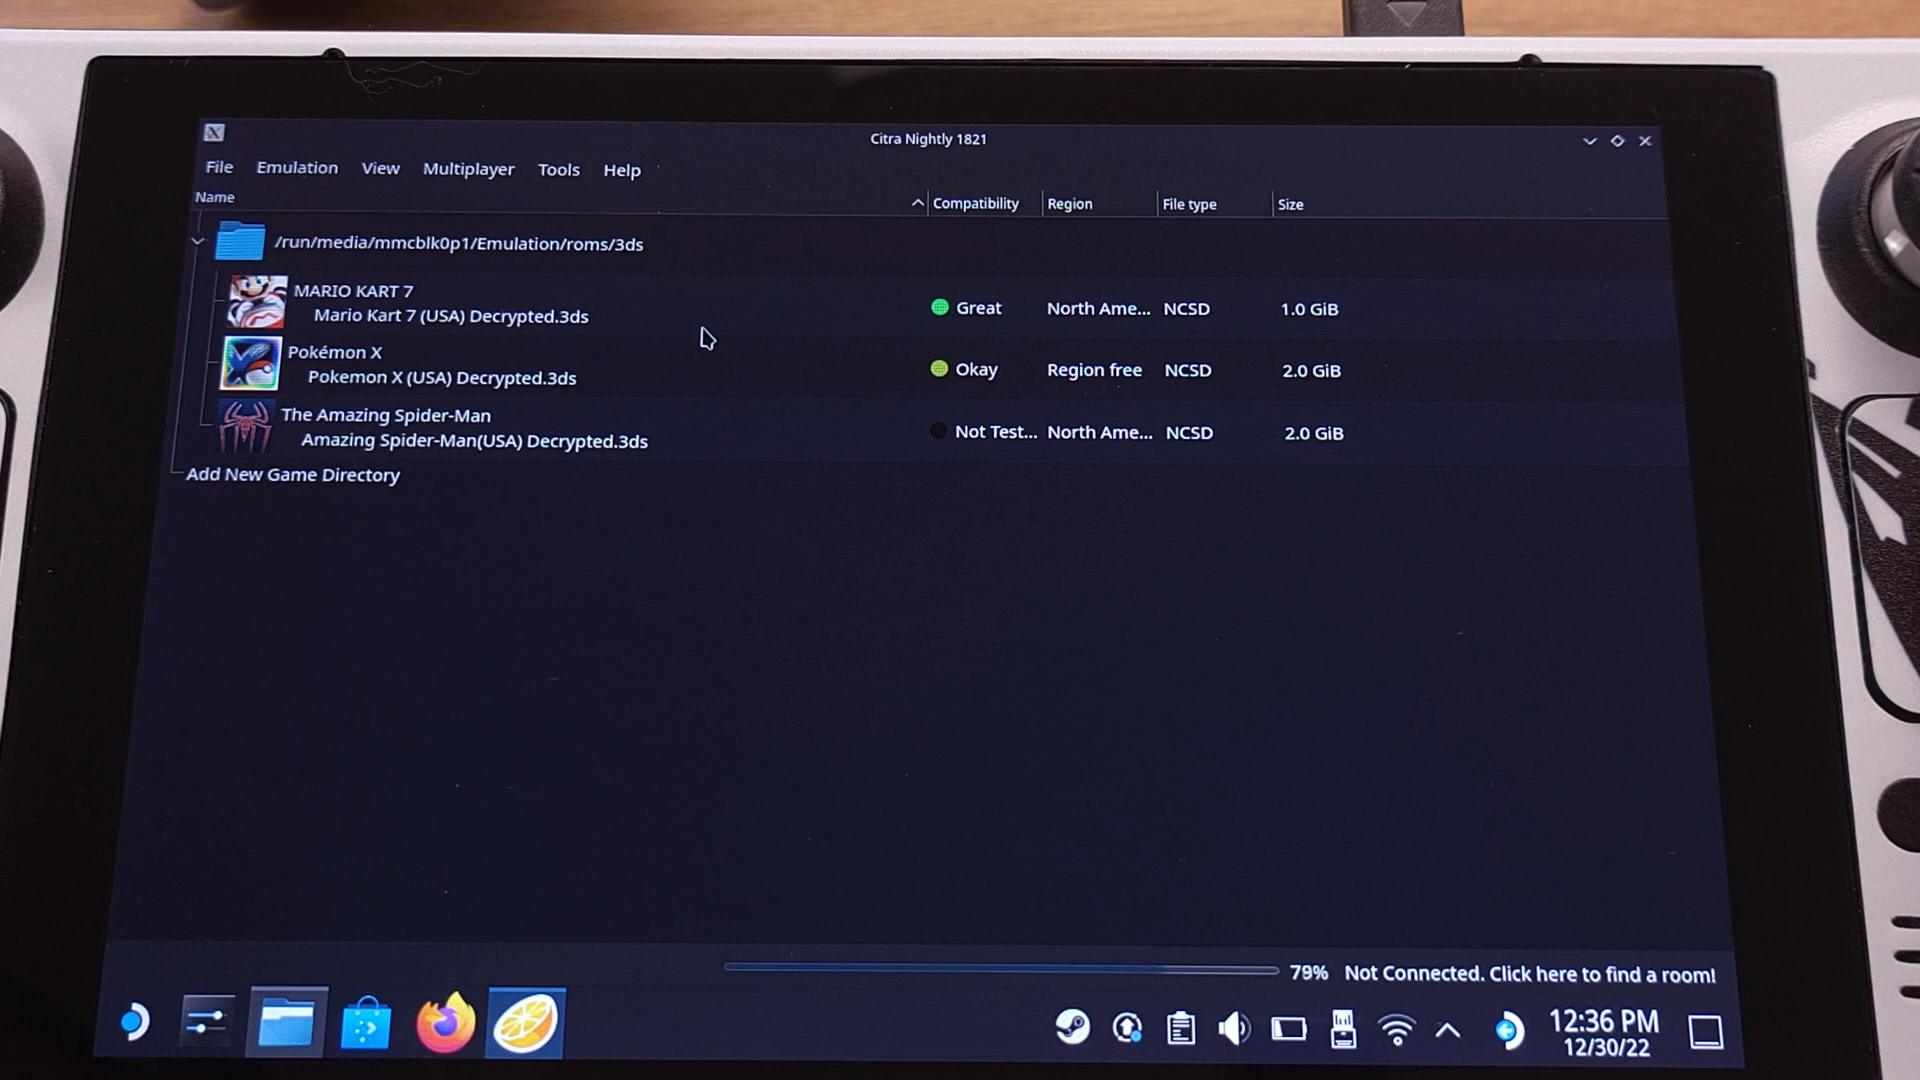 Citra Nightly 1821
File Emulation View Multiplayer Tools Help
Name Compatibility Region File type Size
/run/media/mmcblk0p1/Emulation/roms/3ds
MARIO KART 7
Mario Kart 7 (USA) Decrypted.3ds Great North Ame... NCSD 1.0 GiB
Pokémon X
Pokemon X (USA) Decrypted.3ds Okay Region free NCSD 2.0 GiB
The Amazing Spider-Man
Amazing Spider-Man(USA) Decrypted.3ds Not Test... North Ame... NCSD 2.0 GiB
Add New Game Directory
79% Not Connected. Click here to find a room!
12:36 PM
12/30/22